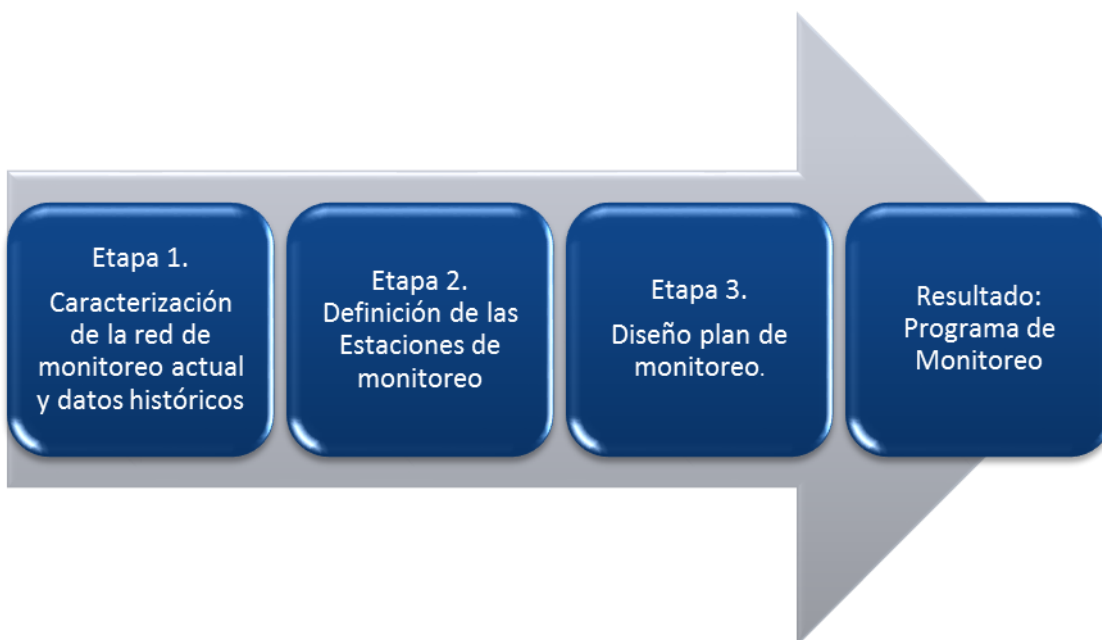 Etapa 1.
Caracterización
de la red de
monitoreo actual
y datos históricos
Etapa 2.
Definición de las
Estaciones de
monitoreo
Etapa 3.
Diseño plan de
monitoreo.
Resultado:
Programa de
Monitoreo